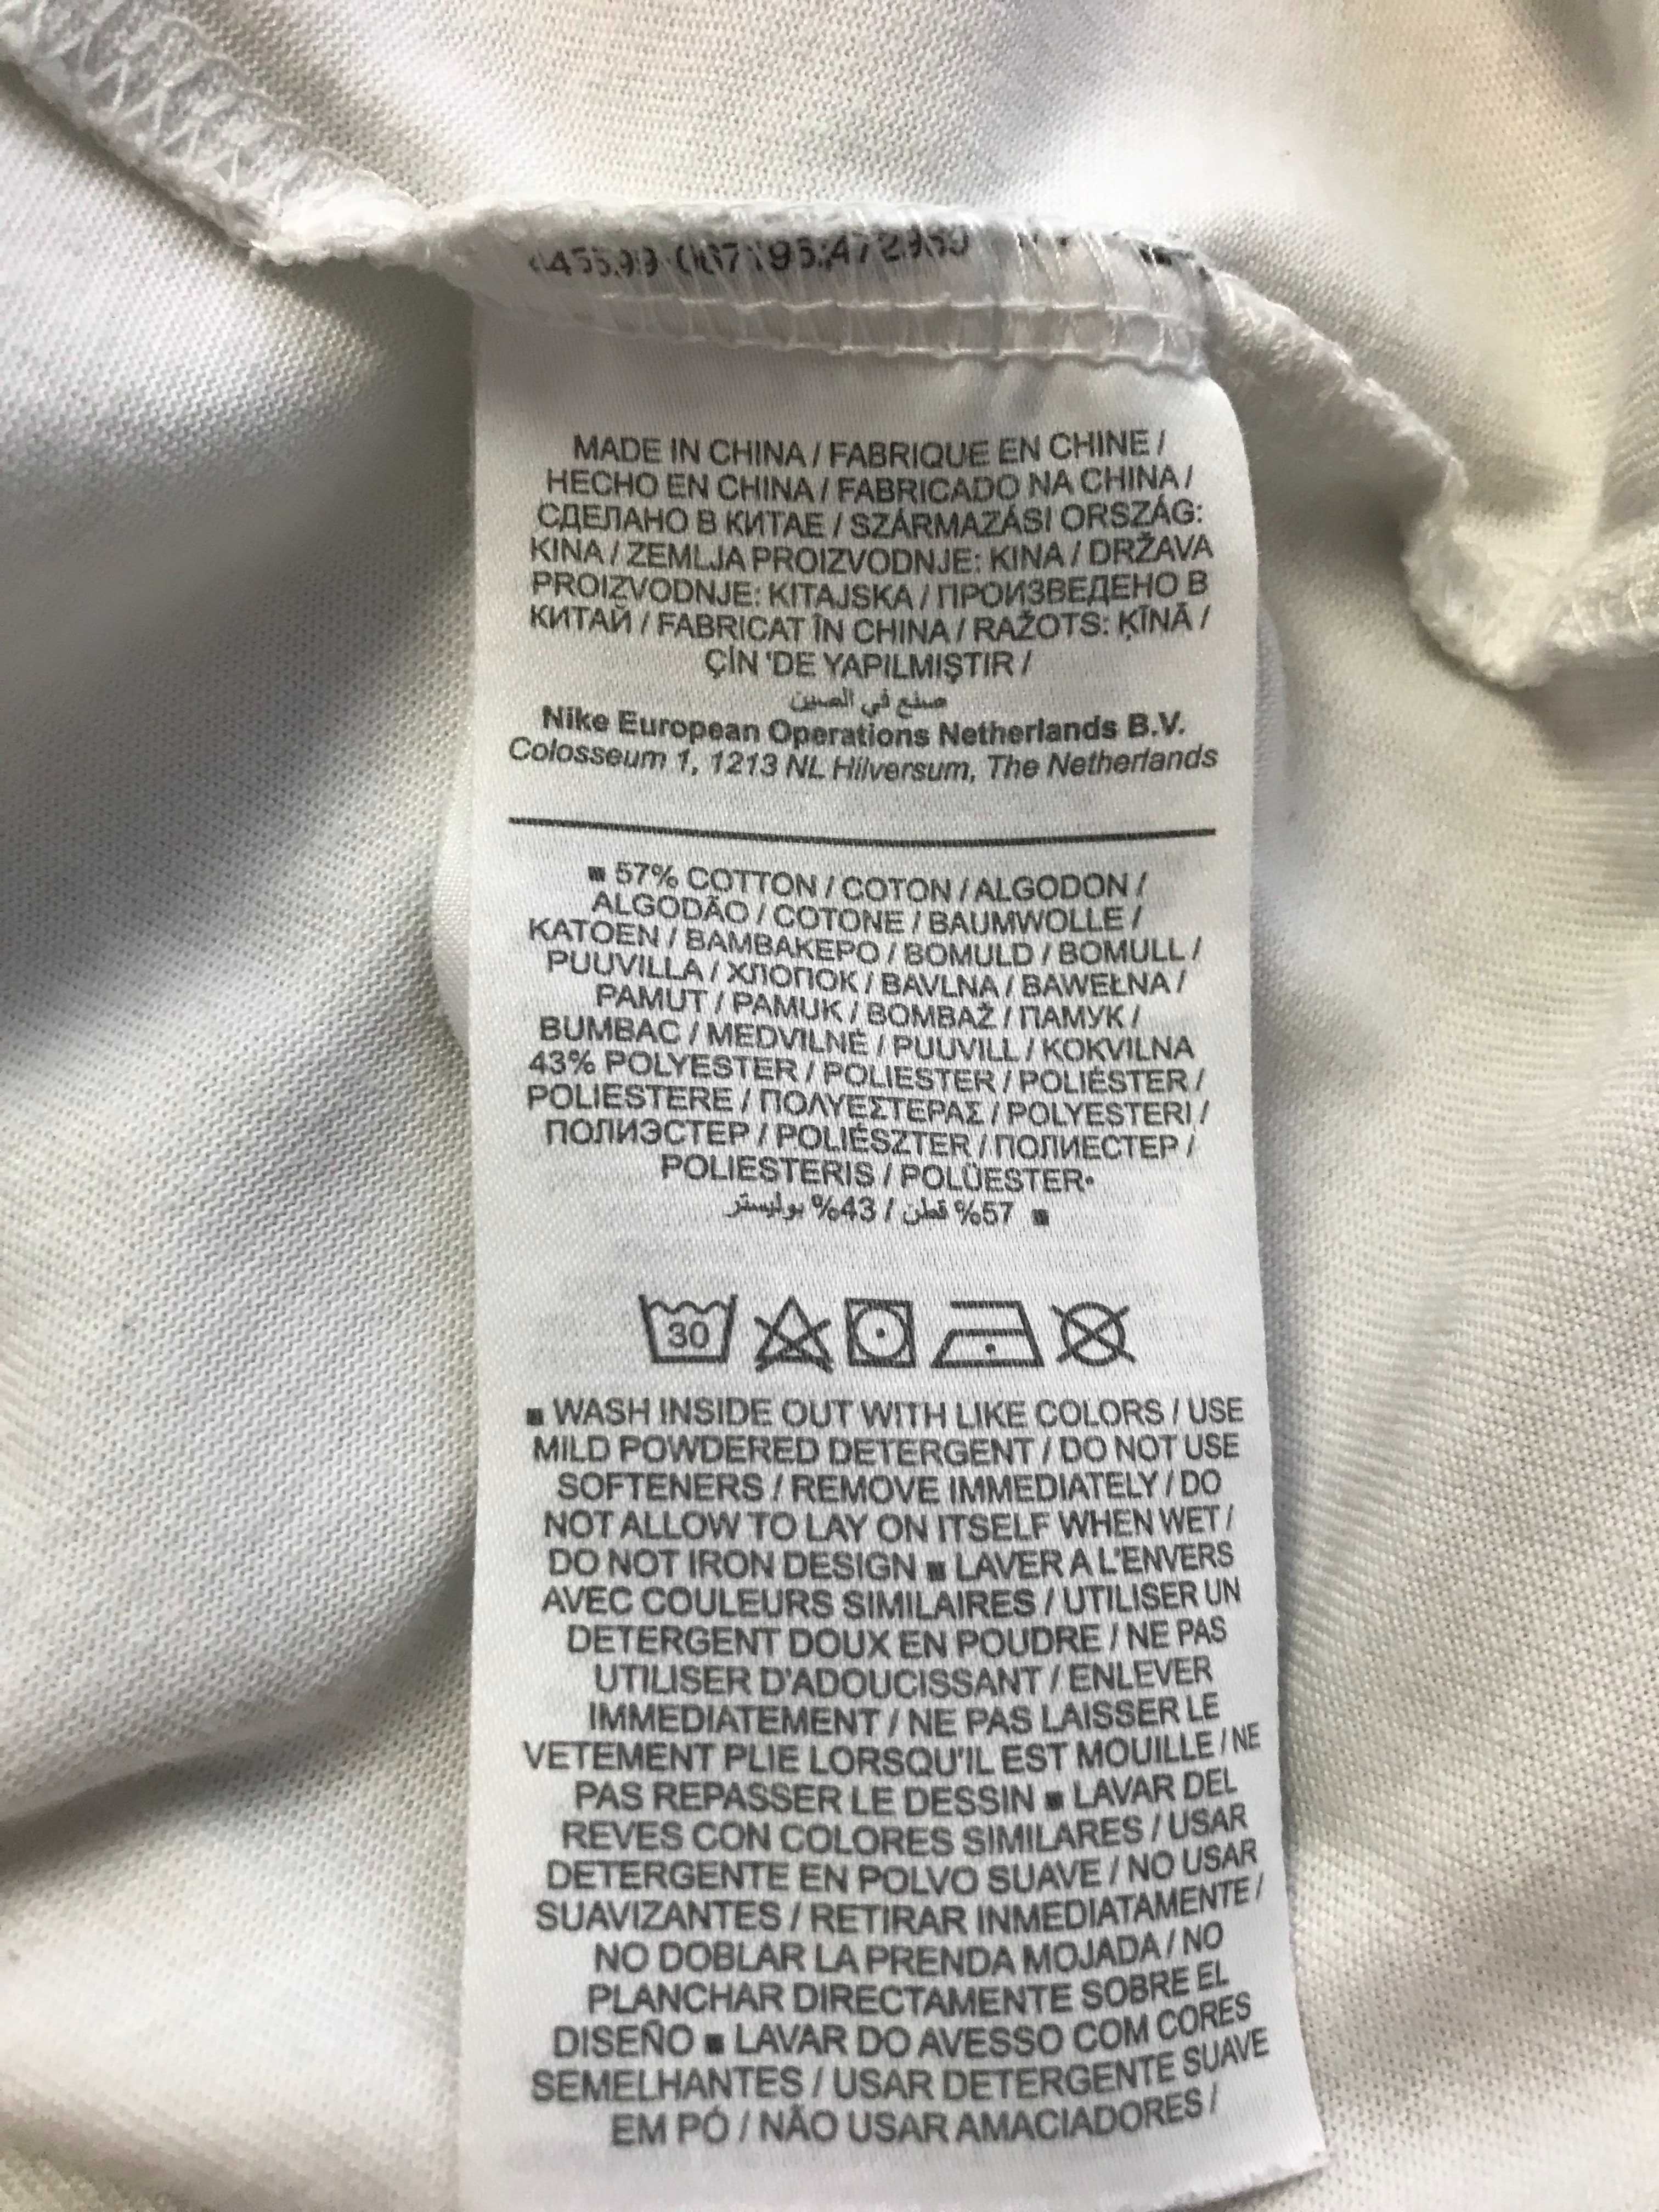 MADE IN CHINA / FABRIQUE EN CHINE /
HECHO EN CHINA / FABRICADO NA CHINA /
СДЕЛАНО В КИТАЕ / SZÁRMAZÁSI ORSZÁG:
KINA / ZEMLJA PROIZVODNJE: KINA / DRŽAVA
PROIZVODNJE: KITAJSKA / ПРОИЗВЕДЕНО В
КИТАЙ / FABRICAT ÎN CHINA / RAŽOTS: ĶĪNĀ /
ÇİN 'DE YAPILMIŞTIR /
صنع في الصين
Nike European Operations Netherlands B.V.
Colosseum 1, 1213 NL Hilversum, The Netherlands
■ 57% COTTON / COTON / ALGODON /
ALGODÃO / COTONE / BAUMWOLLE /
KATOEN / ΒΑΜΒΑΚΕΡΟ / BOMULD / BOMULL /
PUUVILLA / ХЛОПОК / BAVLNA / BAWEŁNA /
PAMUT / PAMUK / BOMBAŽ / ПАМУК /
BUMBAC / MEDVILNĖ / PUUVILL / KOKVILNA
43% POLYESTER / POLIESTER / POLIÉSTER /
POLIESTERE / ΠΟΛΥΕΣΤΕΡΑΣ / POLYESTERI /
ПОЛИЭСТЕР / POLIÉSZTER / ПОЛИЕСТЕР /
POLIESTERIS / POLÜESTER•
■ 57% قطن / 43% بوليستر
30
■ WASH INSIDE OUT WITH LIKE COLORS / USE
MILD POWDERED DETERGENT / DO NOT USE
SOFTENERS / REMOVE IMMEDIATELY / DO
NOT ALLOW TO LAY ON ITSELF WHEN WET /
DO NOT IRON DESIGN ■ LAVER A L'ENVERS
AVEC COULEURS SIMILAIRES / UTILISER UN
DETERGENT DOUX EN POUDRE / NE PAS
UTILISER D'ADOUCISSANT / ENLEVER
IMMEDIATEMENT / NE PAS LAISSER LE
VETEMENT PLIE LORSQU'IL EST MOUILLE / NE
PAS REPASSER LE DESSIN ■ LAVAR DEL
REVES CON COLORES SIMILARES / USAR
DETERGENTE EN POLVO SUAVE / NO USAR
SUAVIZANTES / RETIRAR INMEDIATAMENTE /
NO DOBLAR LA PRENDA MOJADA / NO
PLANCHAR DIRECTAMENTE SOBRE EL
DISEÑO ■ LAVAR DO AVESSO COM CORES
SEMELHANTES / USAR DETERGENTE SUAVE
EM PÓ / NÃO USAR AMACIADORES /